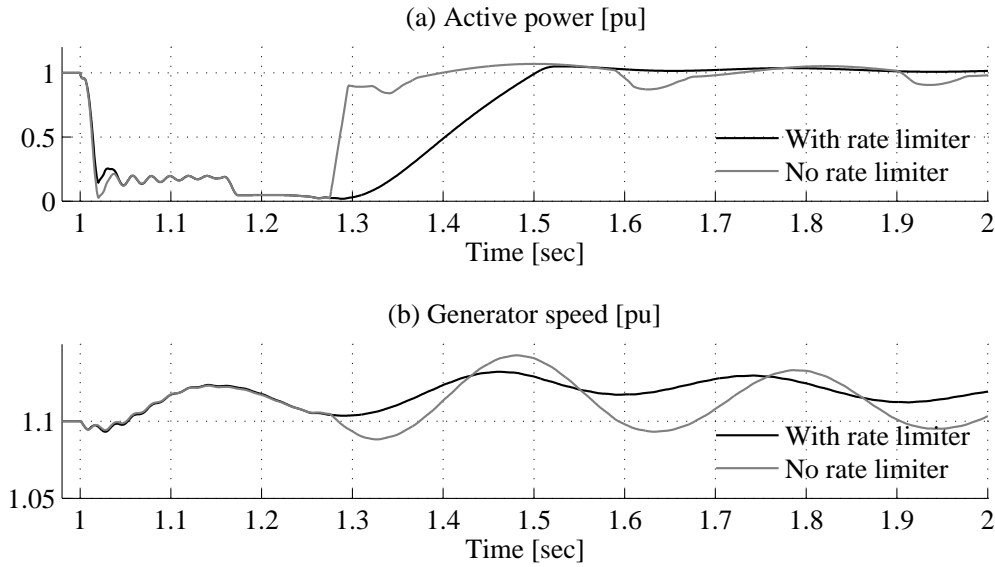 (a) Active power [pu]
1
0.5
0
With rate limiter
No rate limiter
1 1.1 1.2 1.3 1.4 1.5 1.6 1.7 1.8 1.9 2
Time [sec]
(b) Generator speed [pu]
1.1
1.05
With rate limiter
No rate limiter
1 1.1 1.2 1.3 1.4 1.5 1.6 1.7 1.8 1.9 2
Time [sec]